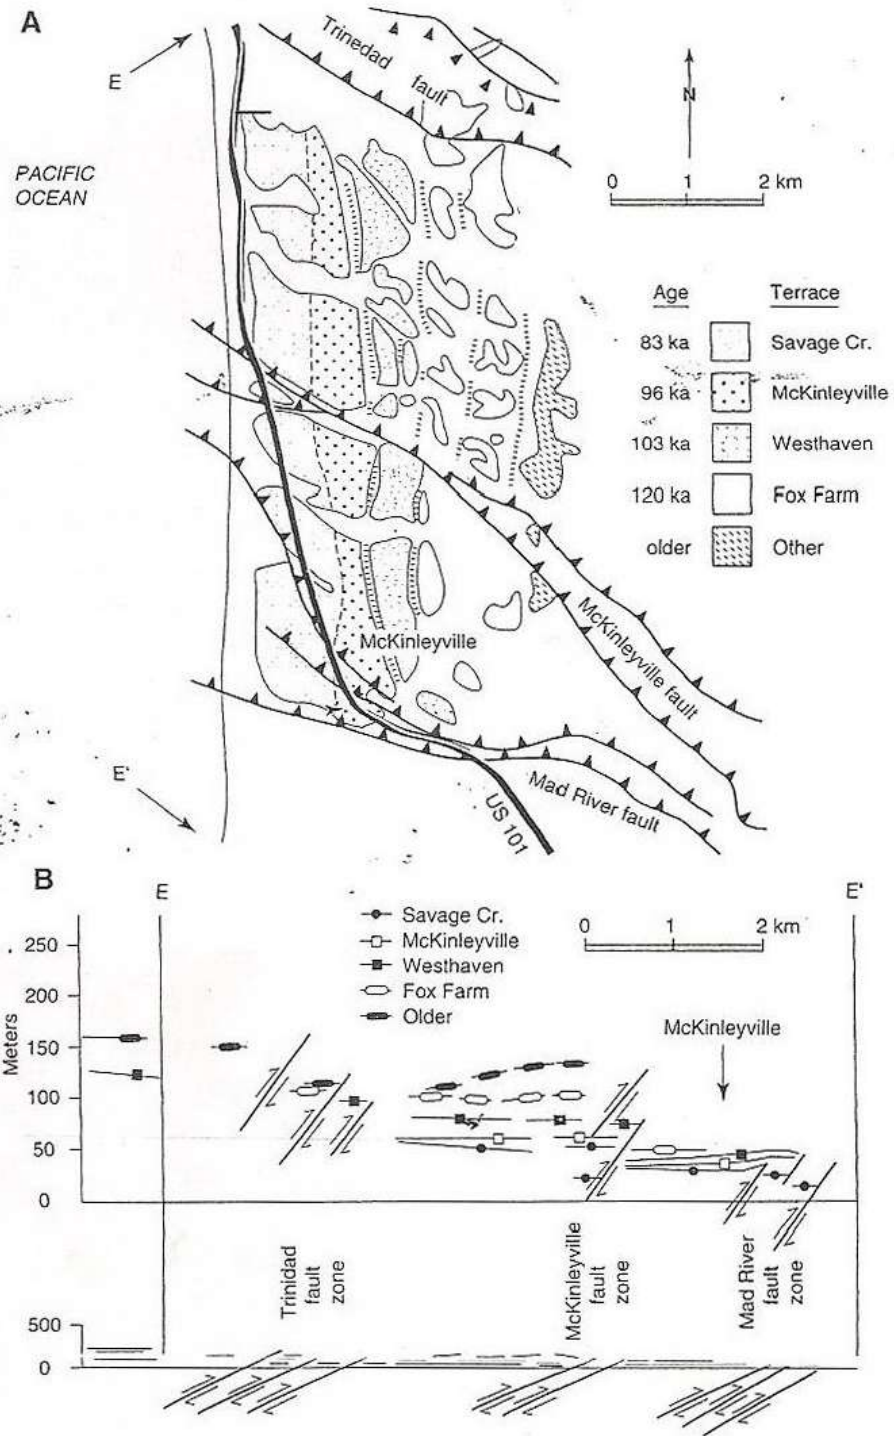 A
E
Trinedad
fault
N
PACIFIC
OCEAN
0 1 2 km
Age Terrace
83 ka Savage Cr.
96 ka McKinleyville
103 ka Westhaven
120 ka Fox Farm
older Other
McKinleyville
McKinleyville fault
E'
Mad River fault
US 101
B
E
E'
Savage Cr.
McKinleyville
Westhaven
Fox Farm
Older
0 1 2 km
McKinleyville
Meters
250
200
150
100
50
0
Trinidad
fault
zone
McKinleyville
fault
zone
Mad River
fault
zone
500
0